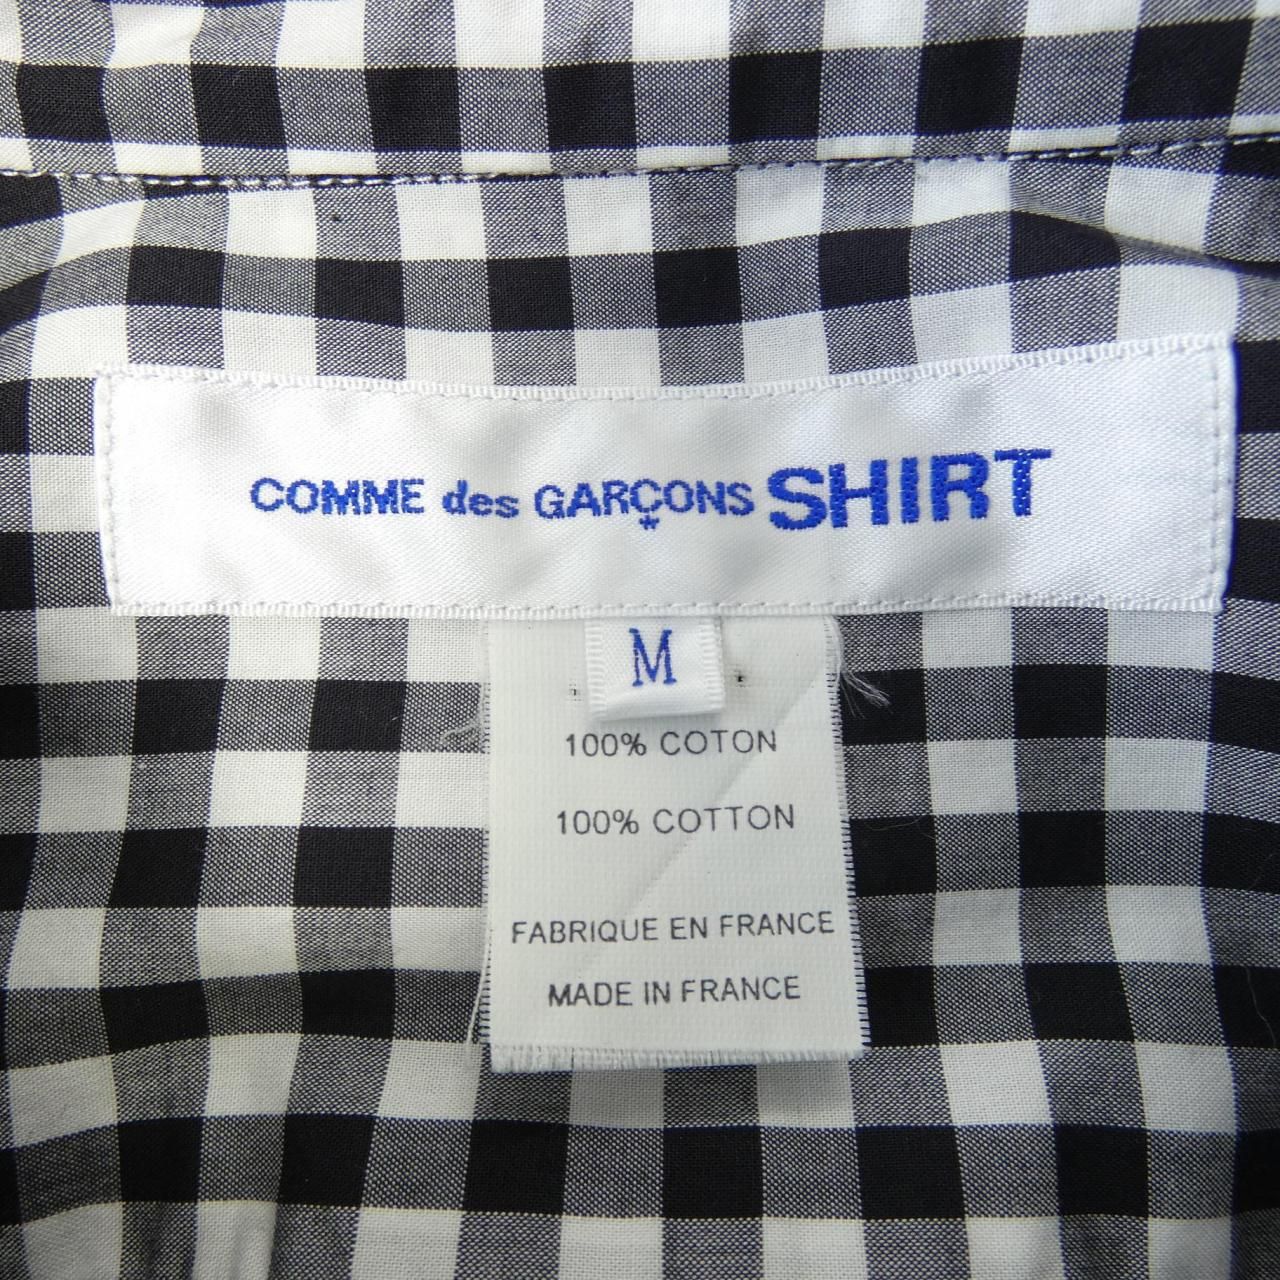 COMME des GARÇONS SHIRT
M
100% COTON
100% COTTON
FABRIQUE EN FRANCE
MADE IN FRANCE